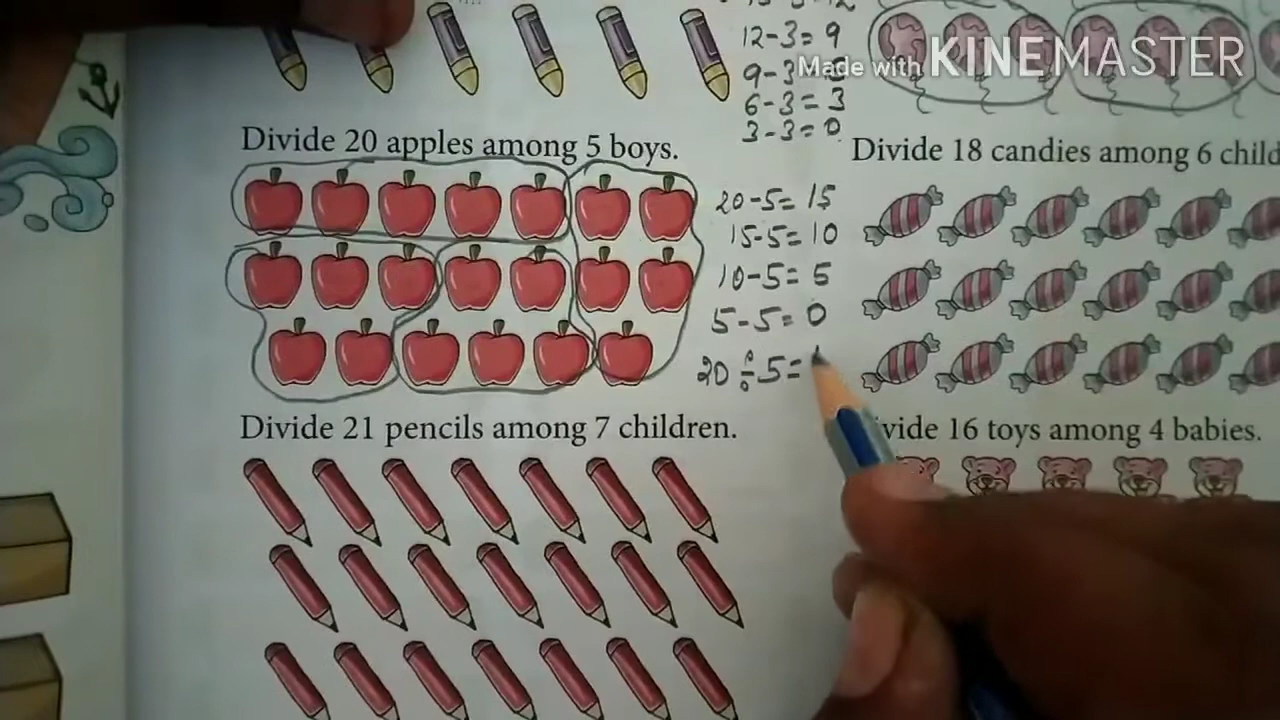 12-3=9
9-3
6-3=3
3-3=0
Made with KINEMASTER
Divide 20 apples among 5 boys.
20-5=15
15-5=10
10-5=5
5-5=0
20÷5=
Divide 18 candies among 6 child
Divide 21 pencils among 7 children.
vide 16 toys among 4 babies.